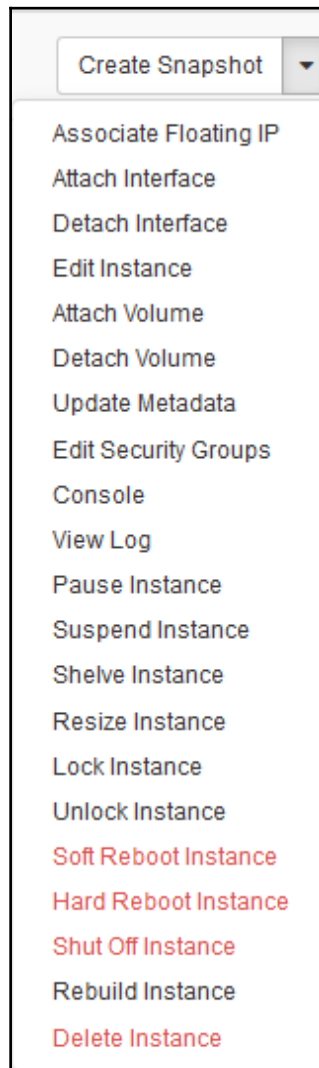 Create Snapshot
Associate Floating IP
Attach Interface
Detach Interface
Edit Instance
Attach Volume
Detach Volume
Update Metadata
Edit Security Groups
Console
View Log
Pause Instance
Suspend Instance
Shelve Instance
Resize Instance
Lock Instance
Unlock Instance
Soft Reboot Instance
Hard Reboot Instance
Shut Off Instance
Rebuild Instance
Delete Instance